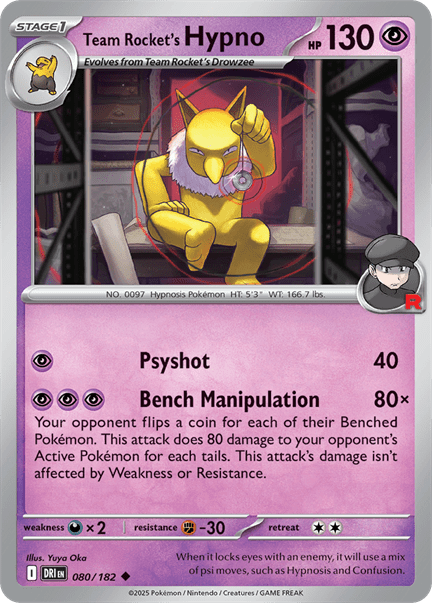 STAGE 1
Team Rocket's Hypno HP 130
Evolves from Team Rocket's Drowzee
R
NO. 0097 Hypnosis Pokémon HT: 5'3" WT: 166.7 lbs.
Psyshot 40
Bench Manipulation 80×
Your opponent flips a coin for each of their Benched
Pokémon. This attack does 80 damage to your opponent's
Active Pokémon for each tails. This attack's damage isn't
affected by Weakness or Resistance.
weakness ×2 resistance -30 retreat
Illus. Yuya Oka
I DRI EN 080/182
When it locks eyes with an enemy, it will use a mix
of psi moves, such as Hypnosis and Confusion.
©2025 Pokémon / Nintendo / Creatures / GAME FREAK